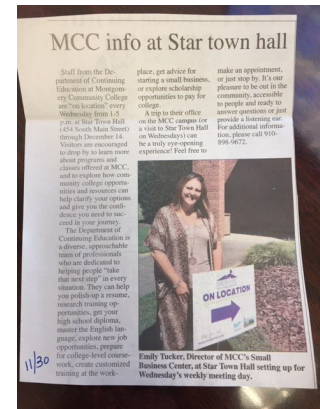 MCC info at Star town hall
Staff from the De-
partment of Continuing
Education at Montgom-
ery Community College
are "on location" every
Wednesday from 1-5
p.m. at Star Town Hall
(454 South Main Street)
through December 14.
Visitors are encouraged
to drop by to learn more
about programs and
classes offered at MCC,
and to explore how com-
munity college opportu-
nities and resources can
help clarify your options
and give you the confi-
dence you need to suc-
ceed in your journey.
The Department of
Continuing Education is
a diverse, approachable
team of professionals
who are dedicated to
helping people "take
that next step" in every
situation. They can help
you polish-up a resume,
research training op-
portunities, get your
high school diploma,
master the English lan-
guage, explore new job
opportunities, prepare
for college-level course-
work, create customized
training at the work-
place, get advice for
starting a small business,
or explore scholarship
opportunities to pay for
college.
A trip to their office
on the MCC campus (or
a visit to Star Town Hall
on Wednesdays) can
be a truly eye-opening
experience! Feel free to
make an appointment,
or just stop by. It's our
pleasure to be out in the
community, accessible
to people and ready to
answer questions or just
provide a listening ear.
For additional informa-
tion, please call 910-
898-9672.
ON LOCATION
Emily Tucker, Director of MCC's Small
Business Center, at Star Town Hall setting up for
Wednesday's weekly meeting day.
11/30